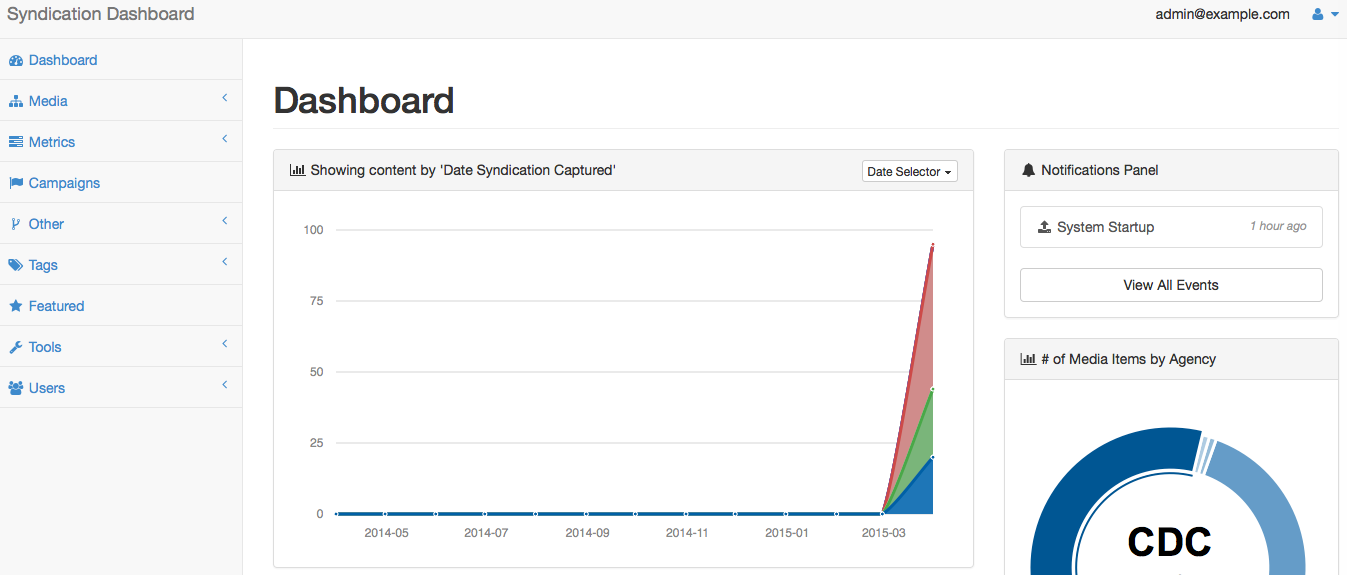 Syndication Dashboard
admin@example.com
Dashboard
Media
Metrics
Campaigns
Other
Tags
Featured
Tools
Users
Dashboard
Showing content by 'Date Syndication Captured'
Date Selector
100
75
50
25
0
2014-05 2014-07 2014-09 2014-11 2015-01 2015-03
Notifications Panel
System Startup 1 hour ago
View All Events
# of Media Items by Agency
CDC